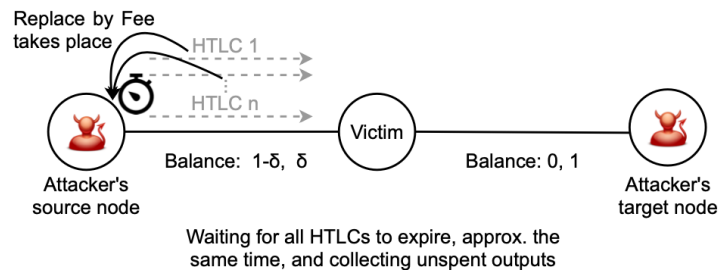 Replace by Fee
takes place
HTLC 1
HTLC n
Victim
Balance: 1-δ, δ
Balance: 0, 1
Attacker's
source node
Attacker's
target node
Waiting for all HTLCs to expire, approx. the
same time, and collecting unspent outputs